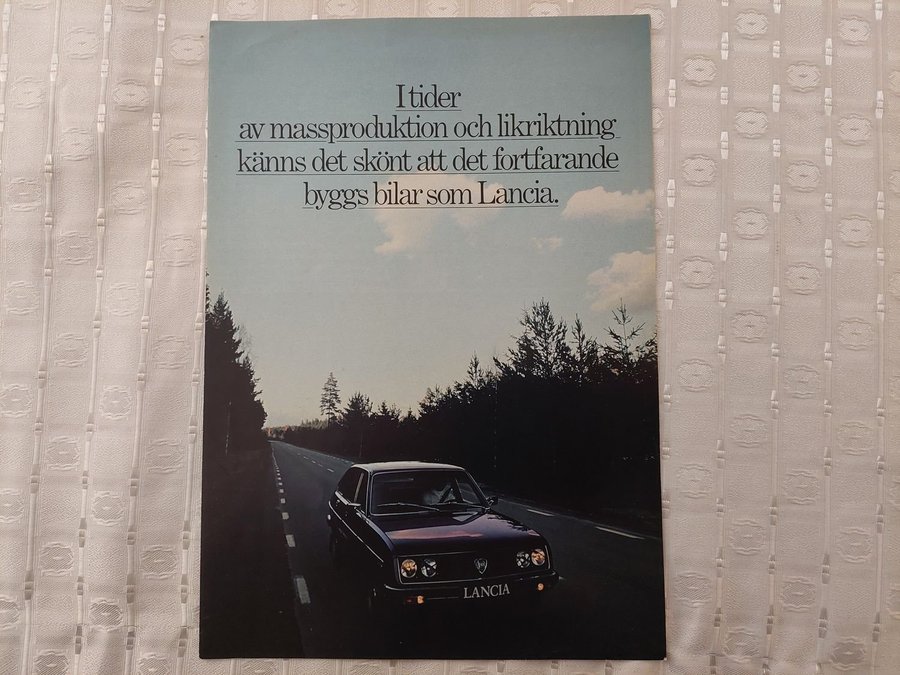 I tider
av massproduktion och likriktning
känns det skönt att det fortfarande
byggs bilar som Lancia.
LANCIA